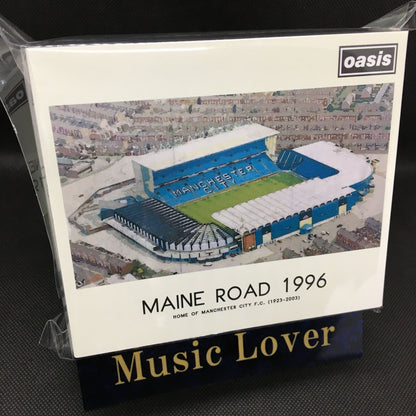 oasis
MANCHESTER
CITY
MAINE ROAD 1996
HOME OF MANCHESTER CITY F.C. (1923-2003)
Music Lover